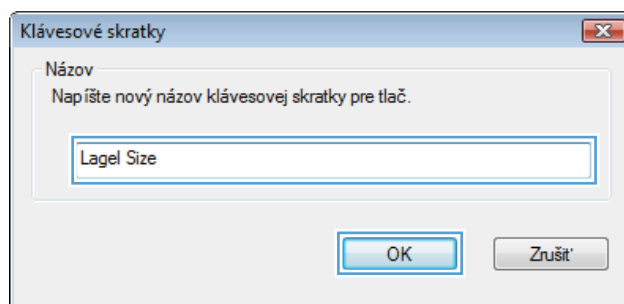 Klávesové skratky
Názov
Napíšte nový názov klávesovej skratky pre tlač.
Lagel Size
OK
Zrušiť